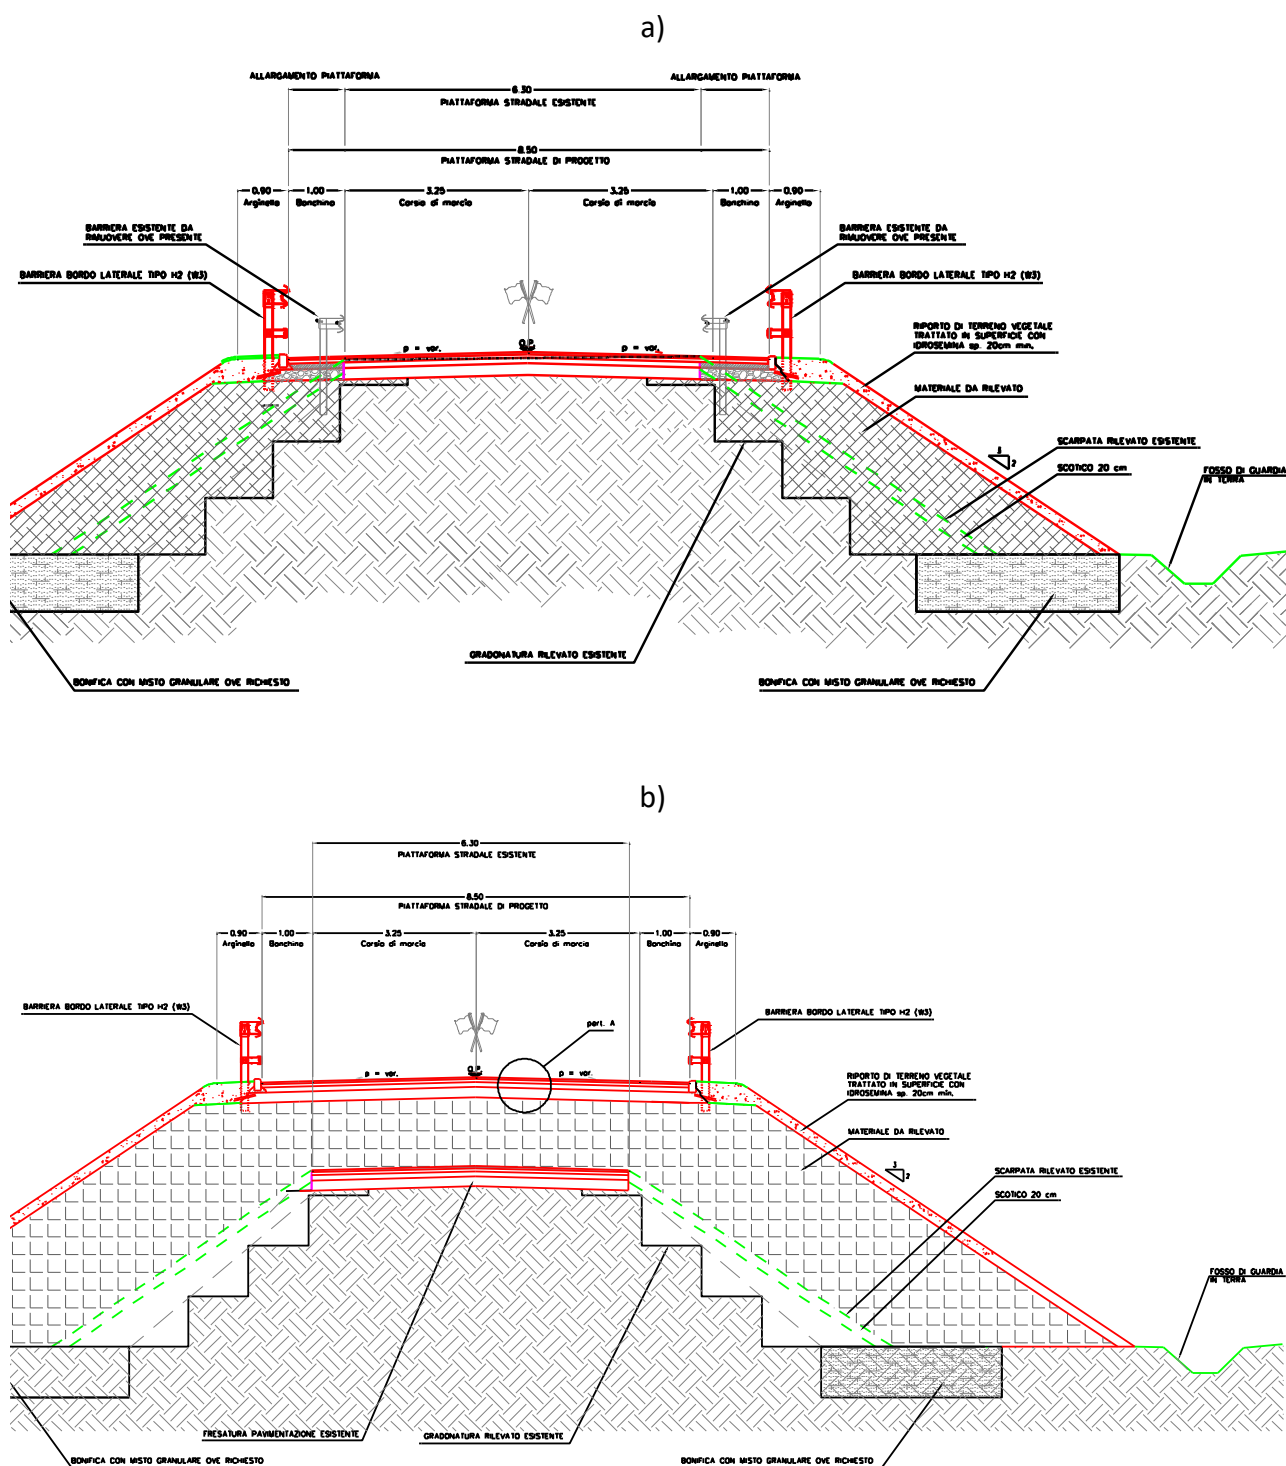 a)
ALLARGAMENTO PIATTAFORMA
ALLARGAMENTO PIATTAFORMA
6.30
PIATTAFORMA STRADALE ESISTENTE
8.50
PIATTAFORMA STRADALE DI PROGETTO
0.90
1.00
3.25
3.25
1.00
0.90
Arginello
Banchina
Corsia di marcia
Corsia di marcia
Banchina
Arginello
BARRIERA ESISTENTE DA
RIMUOVERE OVE PRESENTE
BARRIERA ESISTENTE DA
RIMUOVERE OVE PRESENTE
BARRIERA BORDO LATERALE TIPO H2 (W3)
BARRIERA BORDO LATERALE TIPO H2 (W3)
RIPORTO DI TERRENO VEGETALE
TRATTATO IN SUPERFICIE CON
IDROSEMINA sp. 20cm min.
p = var.
Q.P.
p = var.
MATERIALE DA RILEVATO
SCARPATA RILEVATO ESISTENTE
3
2
SCOTICO 20 cm
FOSSO DI GUARDIA
IN TERRA
GRADONATURA RILEVATO ESISTENTE
BONIFICA CON MISTO GRANULARE OVE RICHIESTO
BONIFICA CON MISTO GRANULARE OVE RICHIESTO
b)
6.30
PIATTAFORMA STRADALE ESISTENTE
8.50
PIATTAFORMA STRADALE DI PROGETTO
0.90
1.00
3.25
3.25
1.00
0.90
Arginello
Banchina
Corsia di marcia
Corsia di marcia
Banchina
Arginello
BARRIERA BORDO LATERALE TIPO H2 (W3)
part. A
BARRIERA BORDO LATERALE TIPO H2 (W3)
p = var.
Q.P.
p = var.
RIPORTO DI TERRENO VEGETALE
TRATTATO IN SUPERFICIE CON
IDROSEMINA sp. 20cm min.
MATERIALE DA RILEVATO
3
2
SCARPATA RILEVATO ESISTENTE
SCOTICO 20 cm
FOSSO DI GUARDIA
IN TERRA
FRESATURA PAVIMENTAZIONE ESISTENTE
GRADONATURA RILEVATO ESISTENTE
BONIFICA CON MISTO GRANULARE OVE RICHIESTO
BONIFICA CON MISTO GRANULARE OVE RICHIESTO